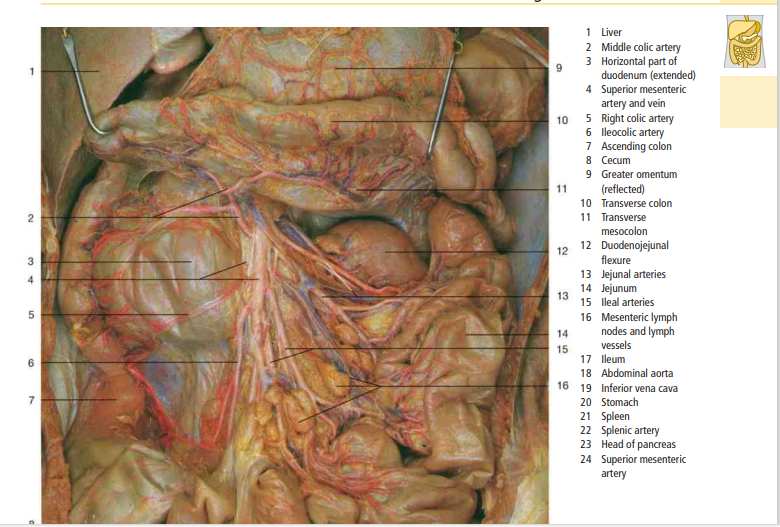 1
2
3
4
5
6
7
9
10
11
12
13
14
15
16
1 Liver
2 Middle colic artery
3 Horizontal part of
duodenum (extended)
4 Superior mesenteric
artery and vein
5 Right colic artery
6 Ileocolic artery
7 Ascending colon
8 Cecum
9 Greater omentum
(reflected)
10 Transverse colon
11 Transverse
mesocolon
12 Duodenojejunal
flexure
13 Jejunal arteries
14 Jejunum
15 Ileal arteries
16 Mesenteric lymph
nodes and lymph
vessels
17 Ileum
18 Abdominal aorta
19 Inferior vena cava
20 Stomach
21 Spleen
22 Splenic artery
23 Head of pancreas
24 Superior mesenteric
artery